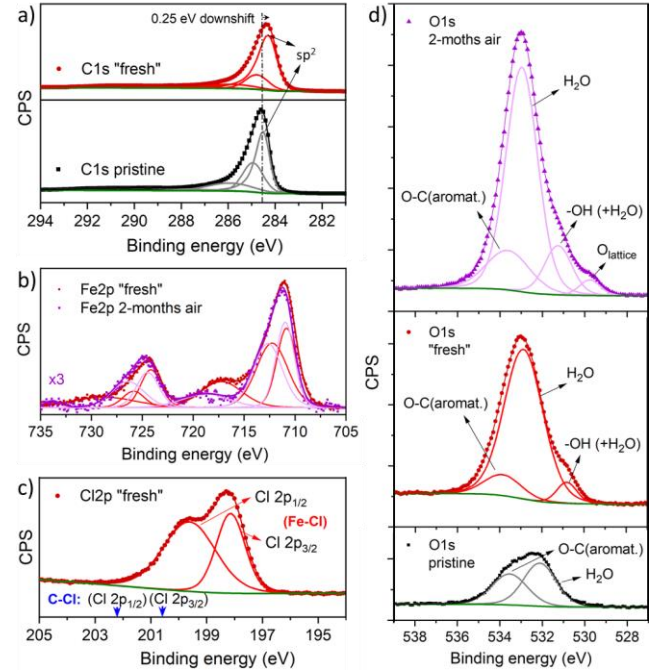 a)
0.25 eV downshift
C1s "fresh"
sp2
CPS
C1s pristine
294 292 290 288 286 284 282
Binding energy (eV)
b)
Fe2p "fresh"
Fe2p 2-months air
CPS
x3
735 730 725 720 715 710 705
Binding energy (eV)
c)
Cl2p "fresh"
Cl 2p1/2
(Fe-Cl)
Cl 2p3/2
CPS
C-Cl: (Cl 2p1/2) (Cl 2p3/2)
205 203 201 199 197 195
Binding energy (eV)
d)
O1s
2-moths air
H2O
O-C(aromat.)
-OH (+H2O)
Olattice
CPS
O1s
"fresh"
H2O
O-C(aromat.)
-OH (+H2O)
O1s
pristine
O-C(aromat.)
H2O
538 536 534 532 530 528
Binding energy (eV)